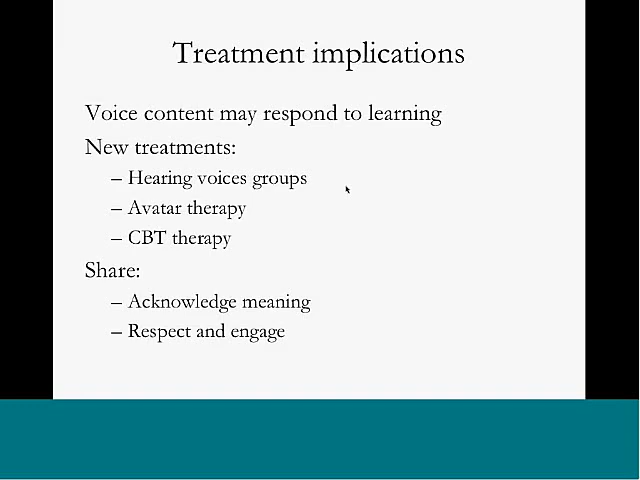 Treatment implications
Voice content may respond to learning
New treatments:
– Hearing voices groups
– Avatar therapy
– CBT therapy
Share:
– Acknowledge meaning
– Respect and engage